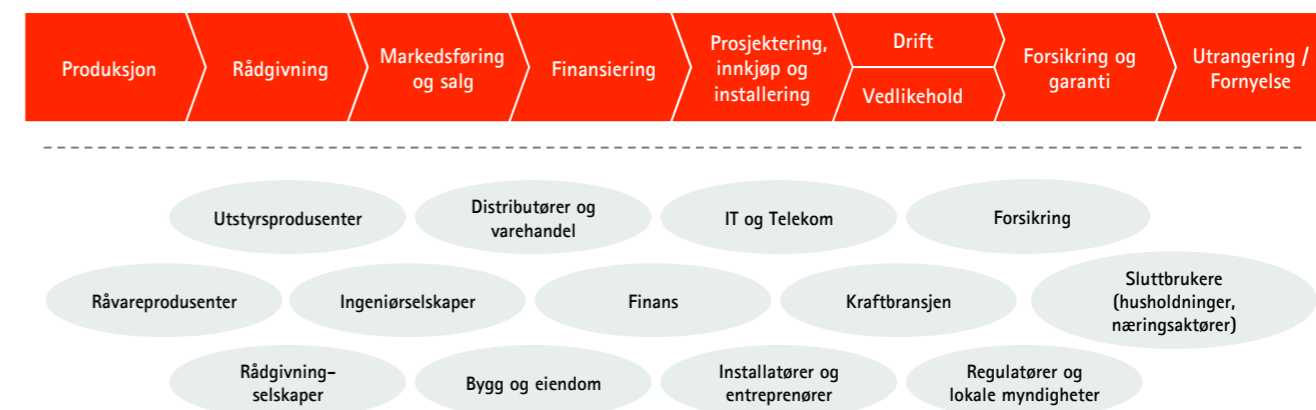 Produksjon
Rådgivning
Markedsføring
og salg
Finansiering
Prosjektering,
innkjøp og
installering
Drift
Vedlikehold
Forsikring og
garanti
Utrangering /
Fornyelse
Utstyrsprodusenter
Distributører og
varehandel
IT og Telekom
Forsikring
Råvareprodusenter
Ingeniørselskaper
Finans
Kraftbransjen
Sluttbrukere
(husholdninger,
næringsaktører)
Rådgivning-
selskaper
Bygg og eiendom
Installatører og
entreprenører
Regulatører og
lokale myndigheter